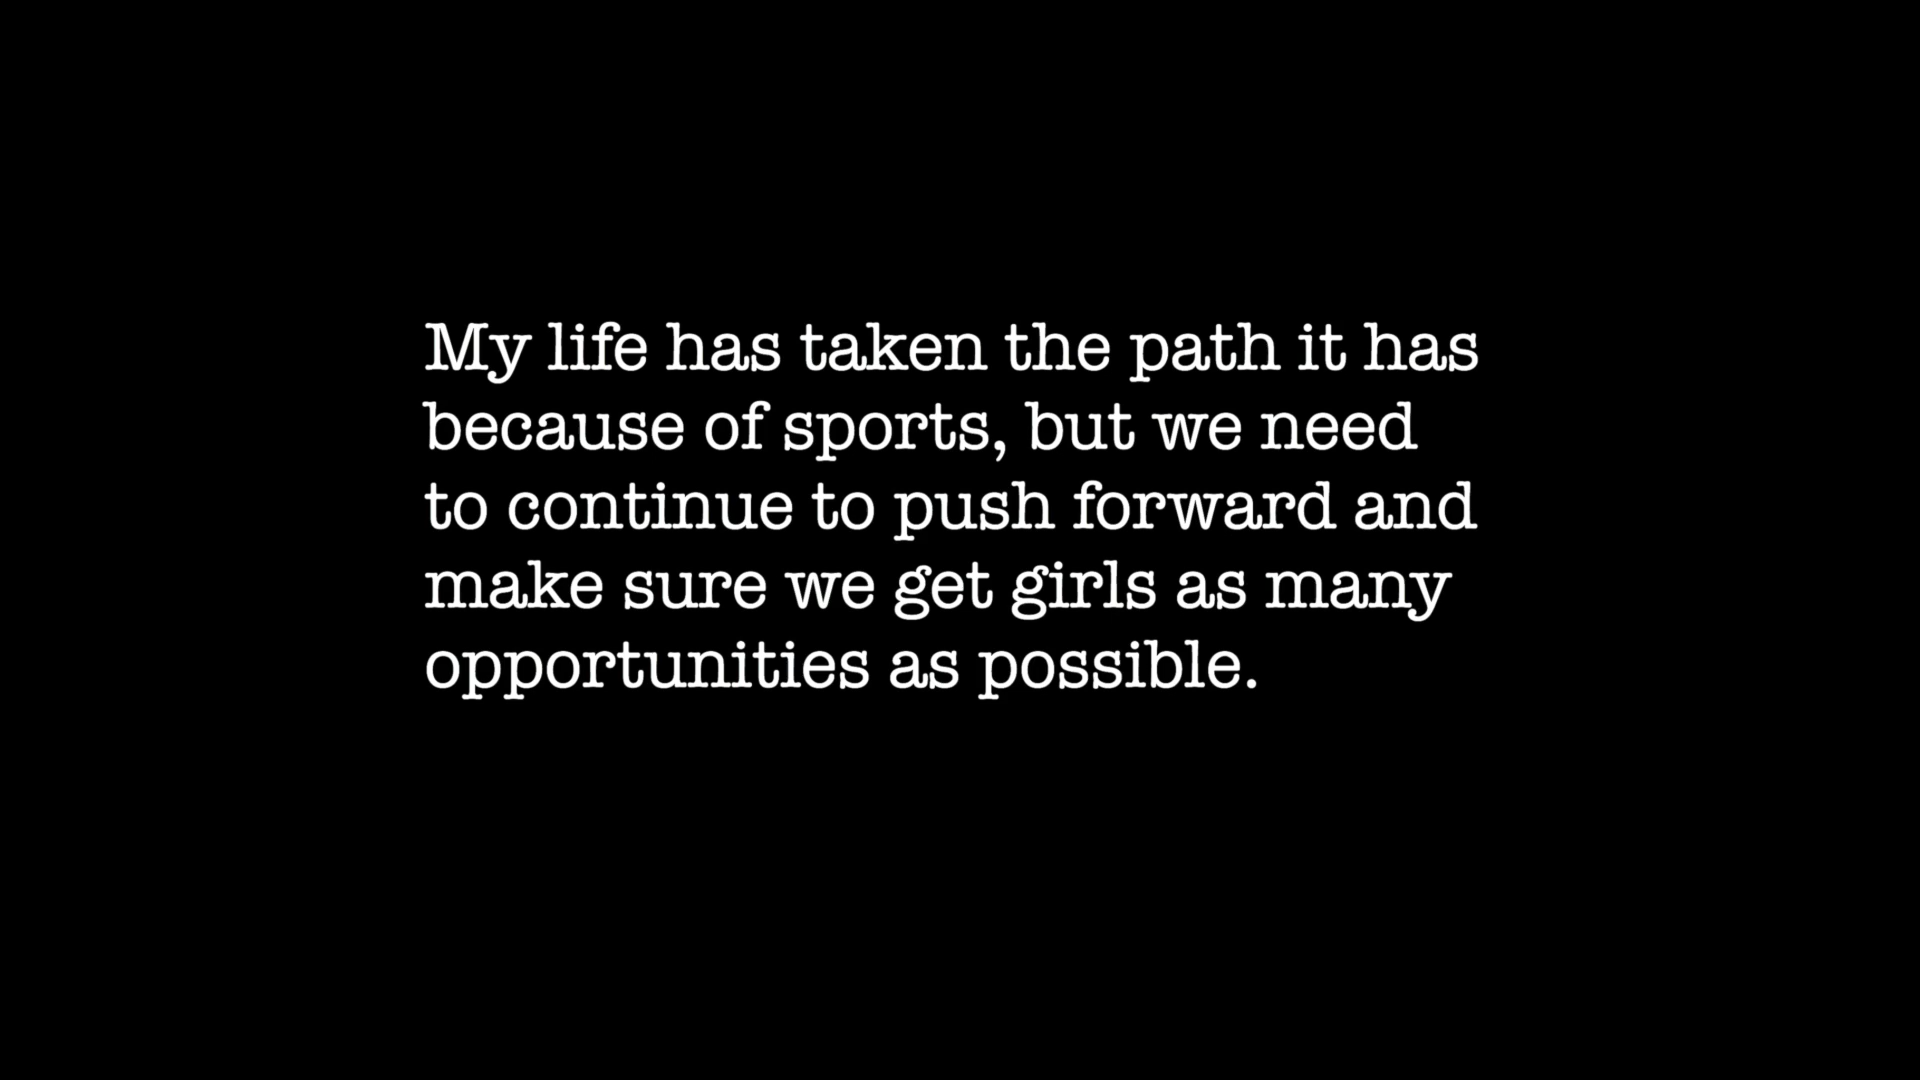 My life has taken the path it has
because of sports, but we need
to continue to push forward and
make sure we get girls as many
opportunities as possible.